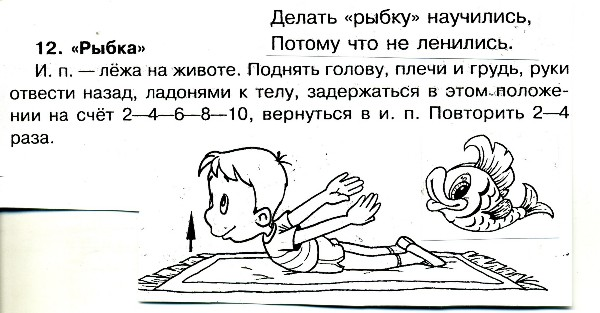 Делать «рыбку» научились,
12. «Рыбка»
Потому что не ленились.
И. п. — лёжа на животе. Поднять голову, плечи и грудь, руки
отвести назад, ладонями к телу, задержаться в этом положе-
нии на счёт 2—4—6—8—10, вернуться в и. п. Повторить 2—4
раза.